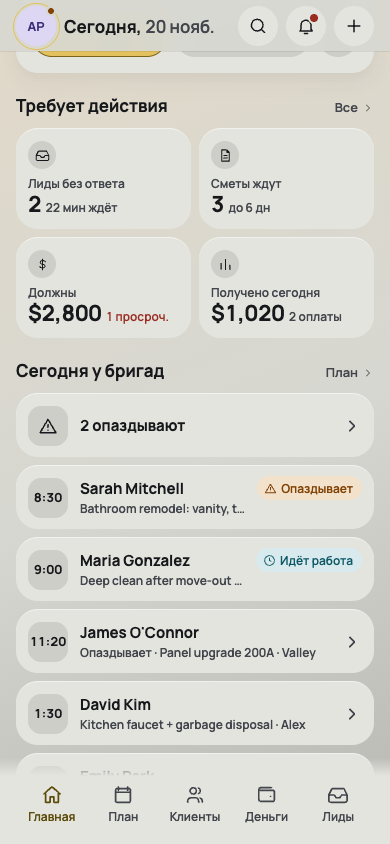 AP
Сегодня, 20 нояб.
Требует действия
Все
Лиды без ответа
2 22 мин ждёт
Сметы ждут
3 до 6 дн
Должны
$2,800 1 просроч.
Получено сегодня
$1,020 2 оплаты
Сегодня у бригад
План
2 опаздывают
8:30
Sarah Mitchell
Опаздывает
Bathroom remodel: vanity, t...
9:00
Maria Gonzalez
Идёт работа
Deep clean after move-out ...
11:20
James O'Connor
Опаздывает · Panel upgrade 200A · Valley
1:30
David Kim
Kitchen faucet + garbage disposal · Alex
Emily Park
Главная
План
Клиенты
Деньги
Лиды